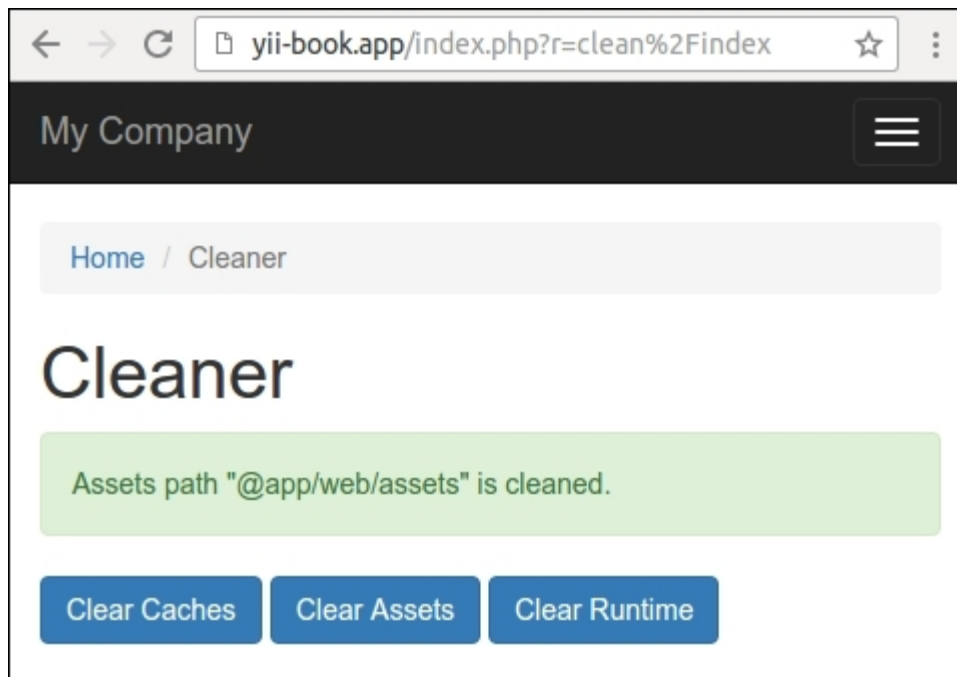 yii-book.app/index.php?r=clean%2Findex
My Company
Home / Cleaner
Cleaner
Assets path "@app/web/assets" is cleaned.
Clear Caches Clear Assets Clear Runtime